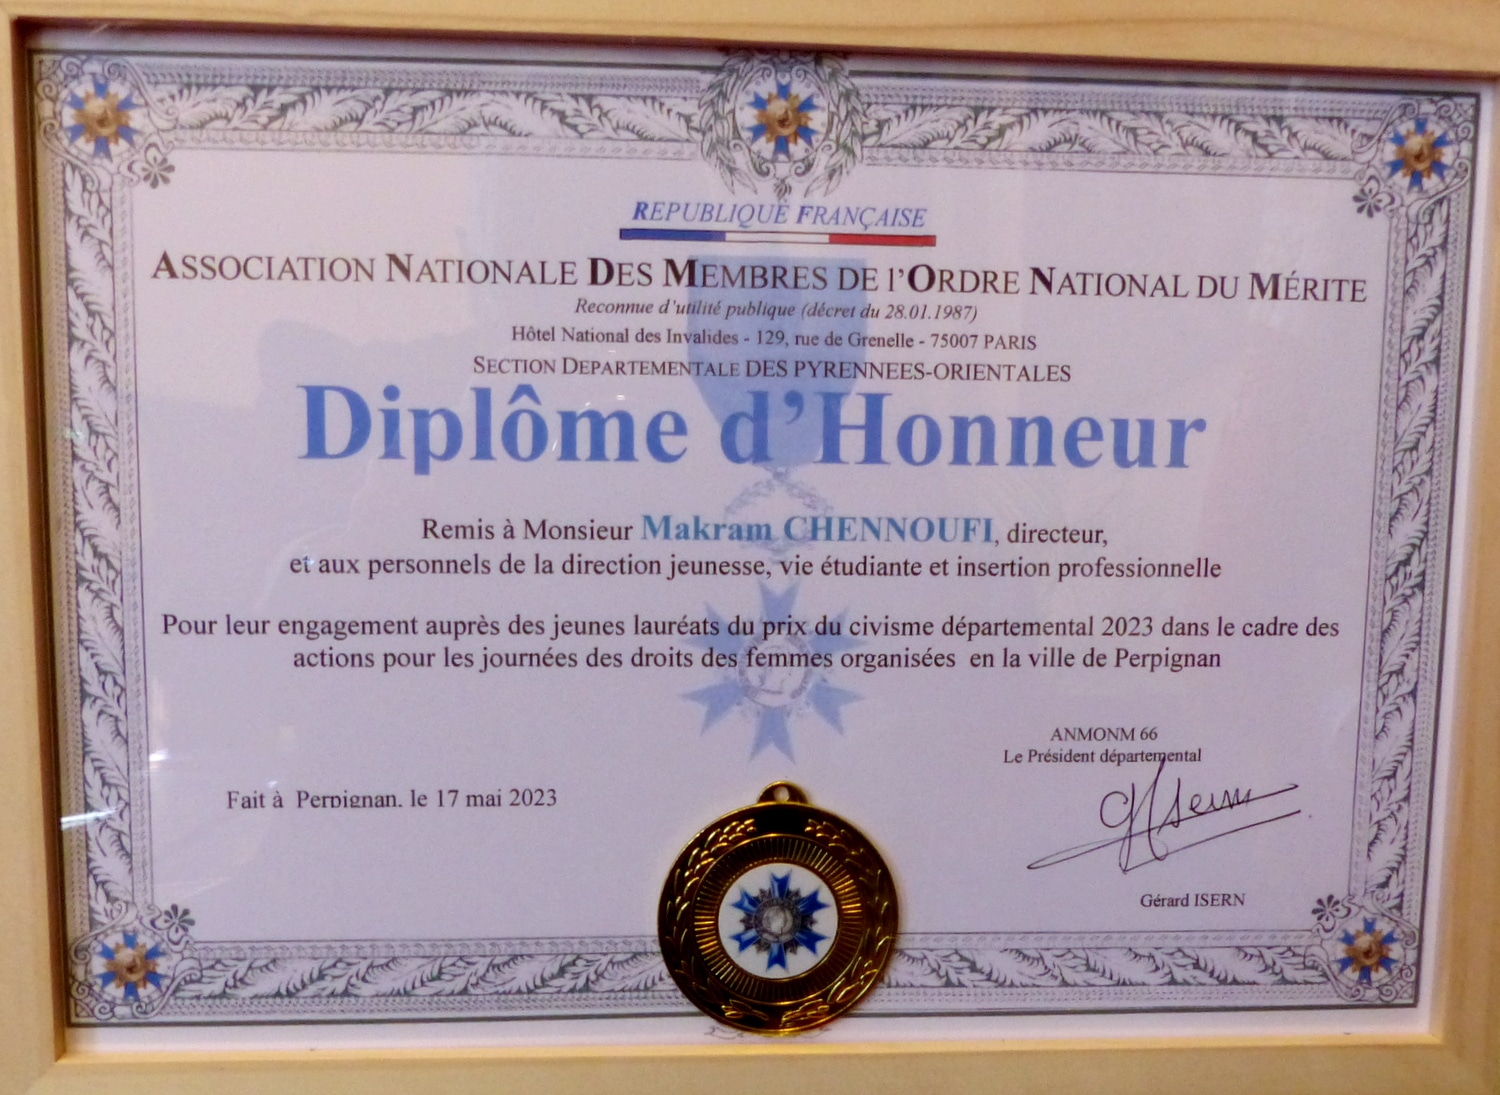 REPUBLIQUE FRANÇAISE
ASSOCIATION NATIONALE DES MEMBRES DE l'ORDRE NATIONAL DU MÉRITE
Reconnue d'utilité publique (décret du 28.01.1987)
Hôtel National des Invalides - 129, rue de Grenelle - 75007 PARIS
SECTION DEPARTEMENTALE DES PYRENNEES-ORIENTALES
Diplôme d'Honneur
Remis à Monsieur Makram CHENNOUFI, directeur,
et aux personnels de la direction jeunesse, vie étudiante et insertion professionnelle
Pour leur engagement auprès des jeunes lauréats du prix du civisme départemental 2023 dans le cadre des
actions pour les journées des droits des femmes organisées en la ville de Perpignan
ANMONM 66
Le Président départemental
Fait à Perpignan, le 17 mai 2023
GIsern
Gérard ISERN